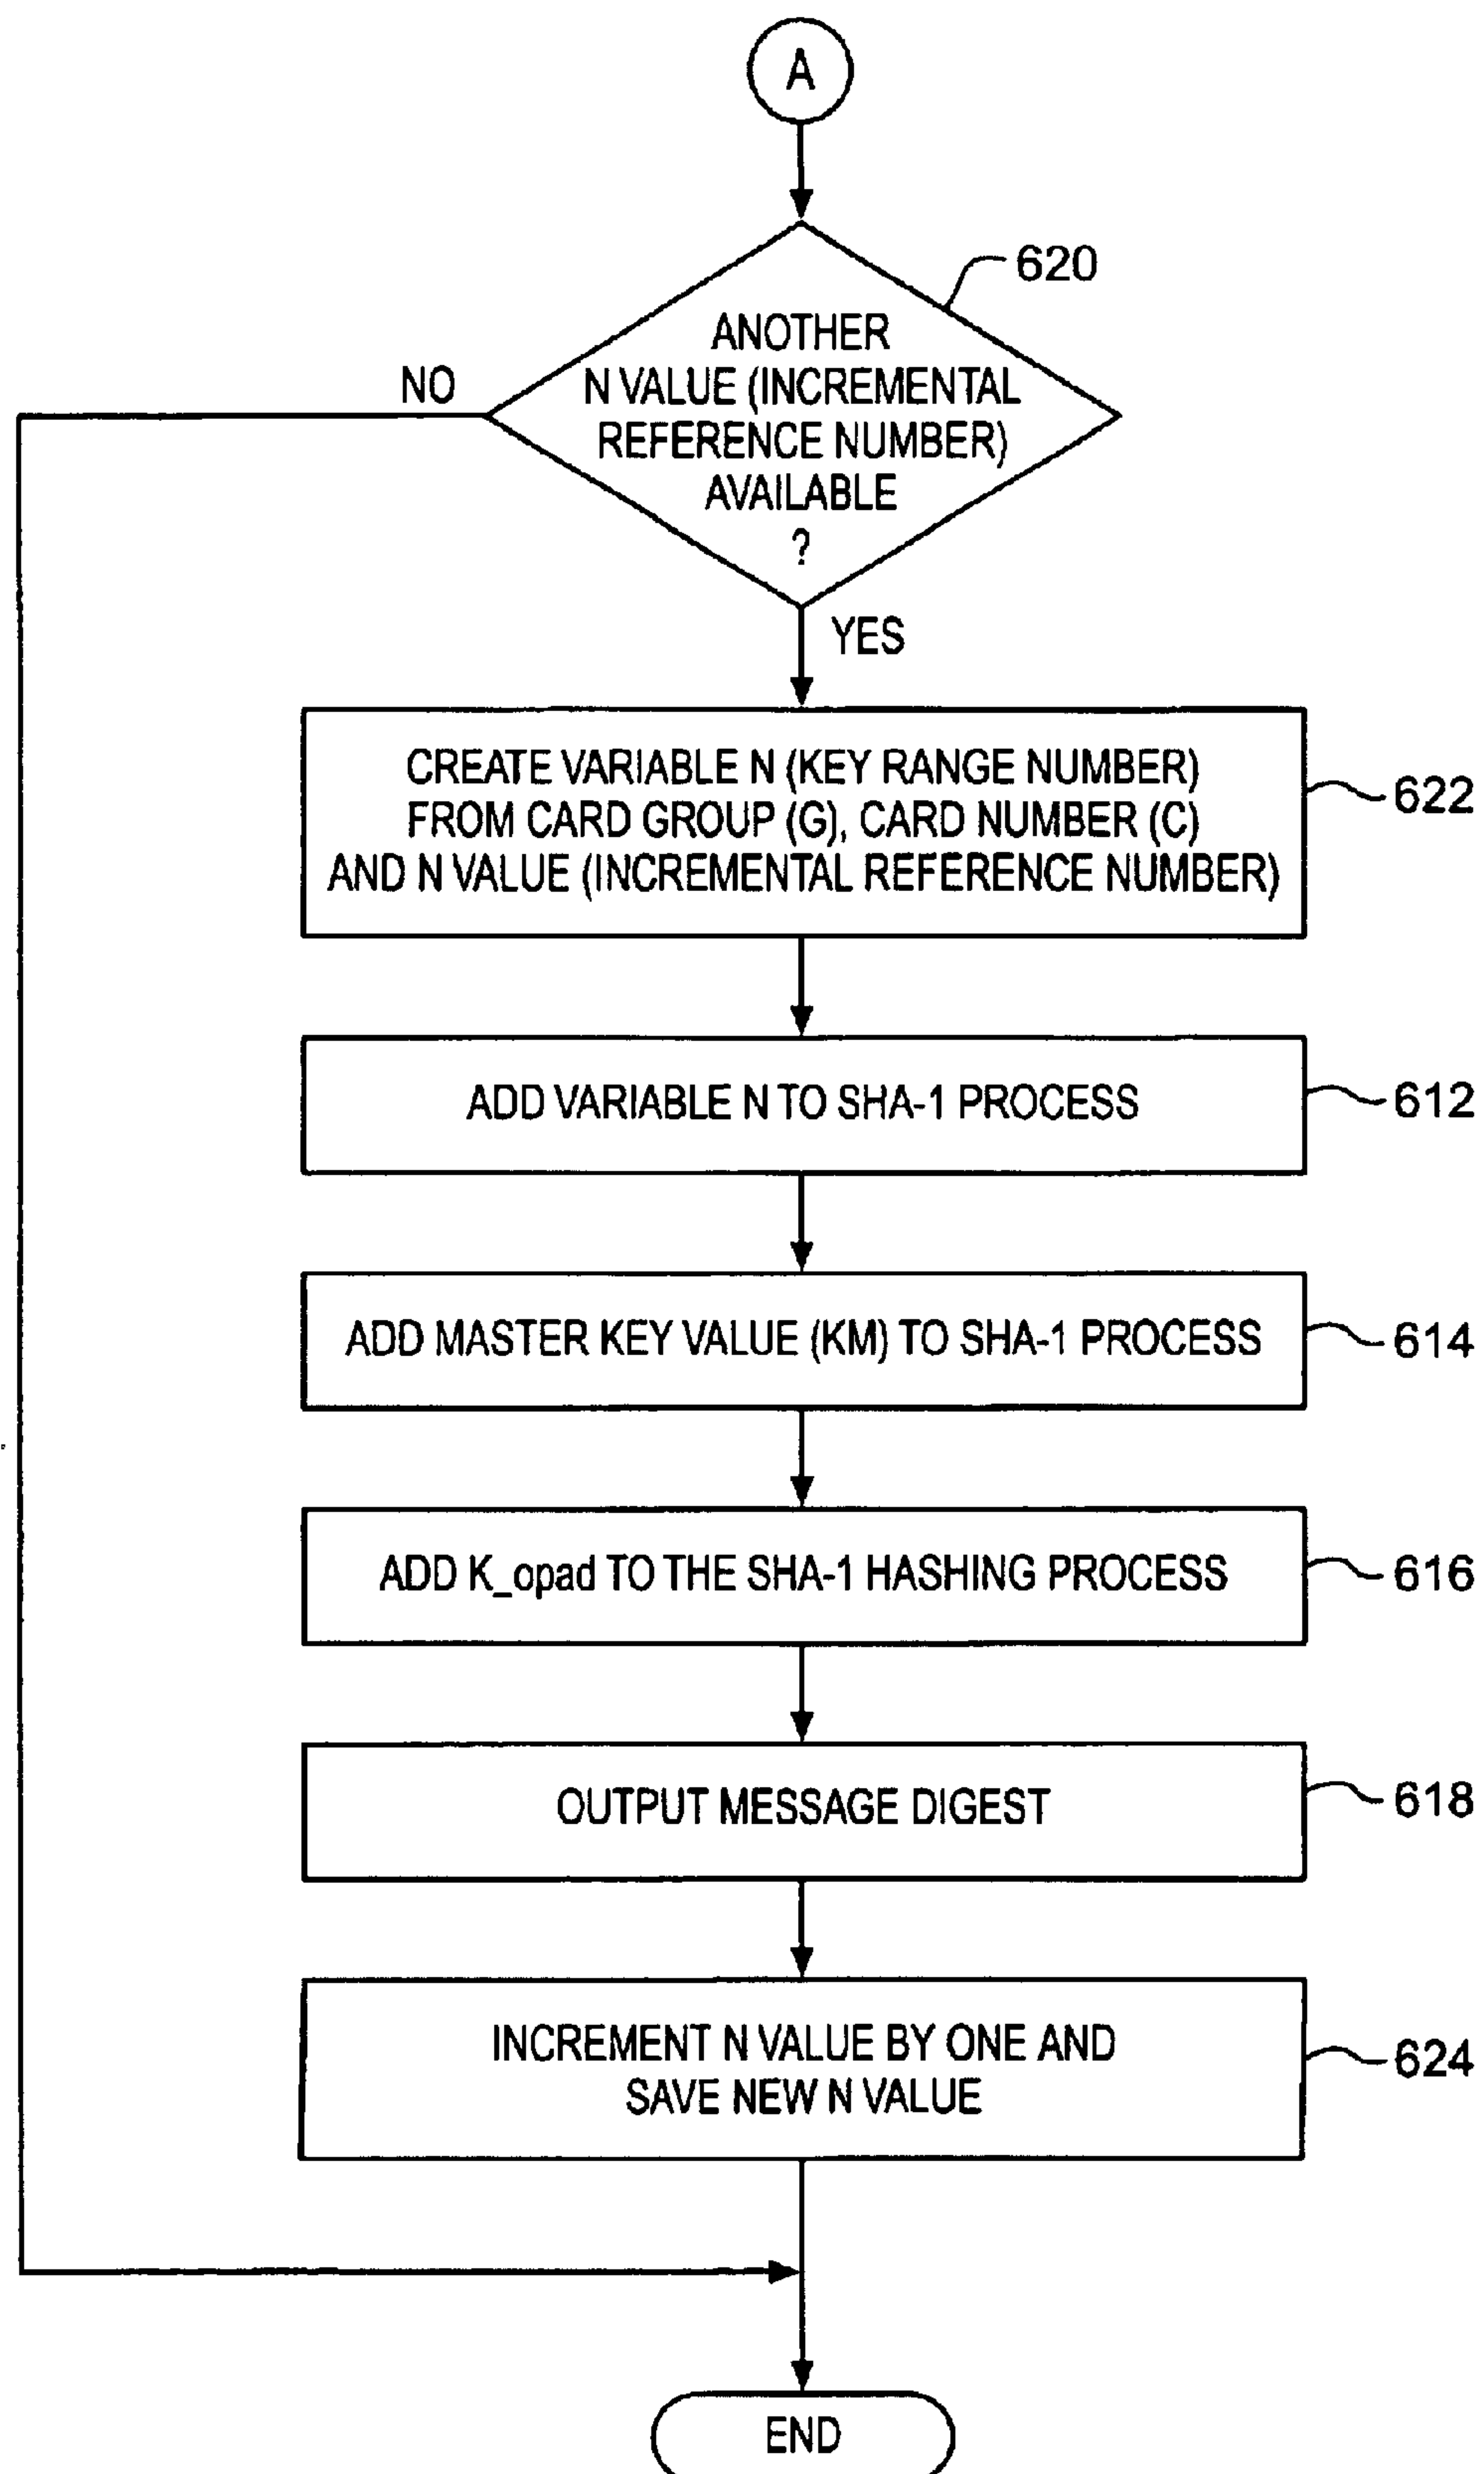 A
620
ANOTHER
N VALUE (INCREMENTAL
REFERENCE NUMBER)
AVAILABLE
?
NO
YES
CREATE VARIABLE N (KEY RANGE NUMBER)
FROM CARD GROUP (G), CARD NUMBER (C)
AND N VALUE (INCREMENTAL REFERENCE NUMBER)
622
ADD VARIABLE N TO SHA-1 PROCESS
612
ADD MASTER KEY VALUE (KM) TO SHA-1 PROCESS
614
ADD K_opad TO THE SHA-1 HASHING PROCESS
616
OUTPUT MESSAGE DIGEST
618
INCREMENT N VALUE BY ONE AND
SAVE NEW N VALUE
624
END